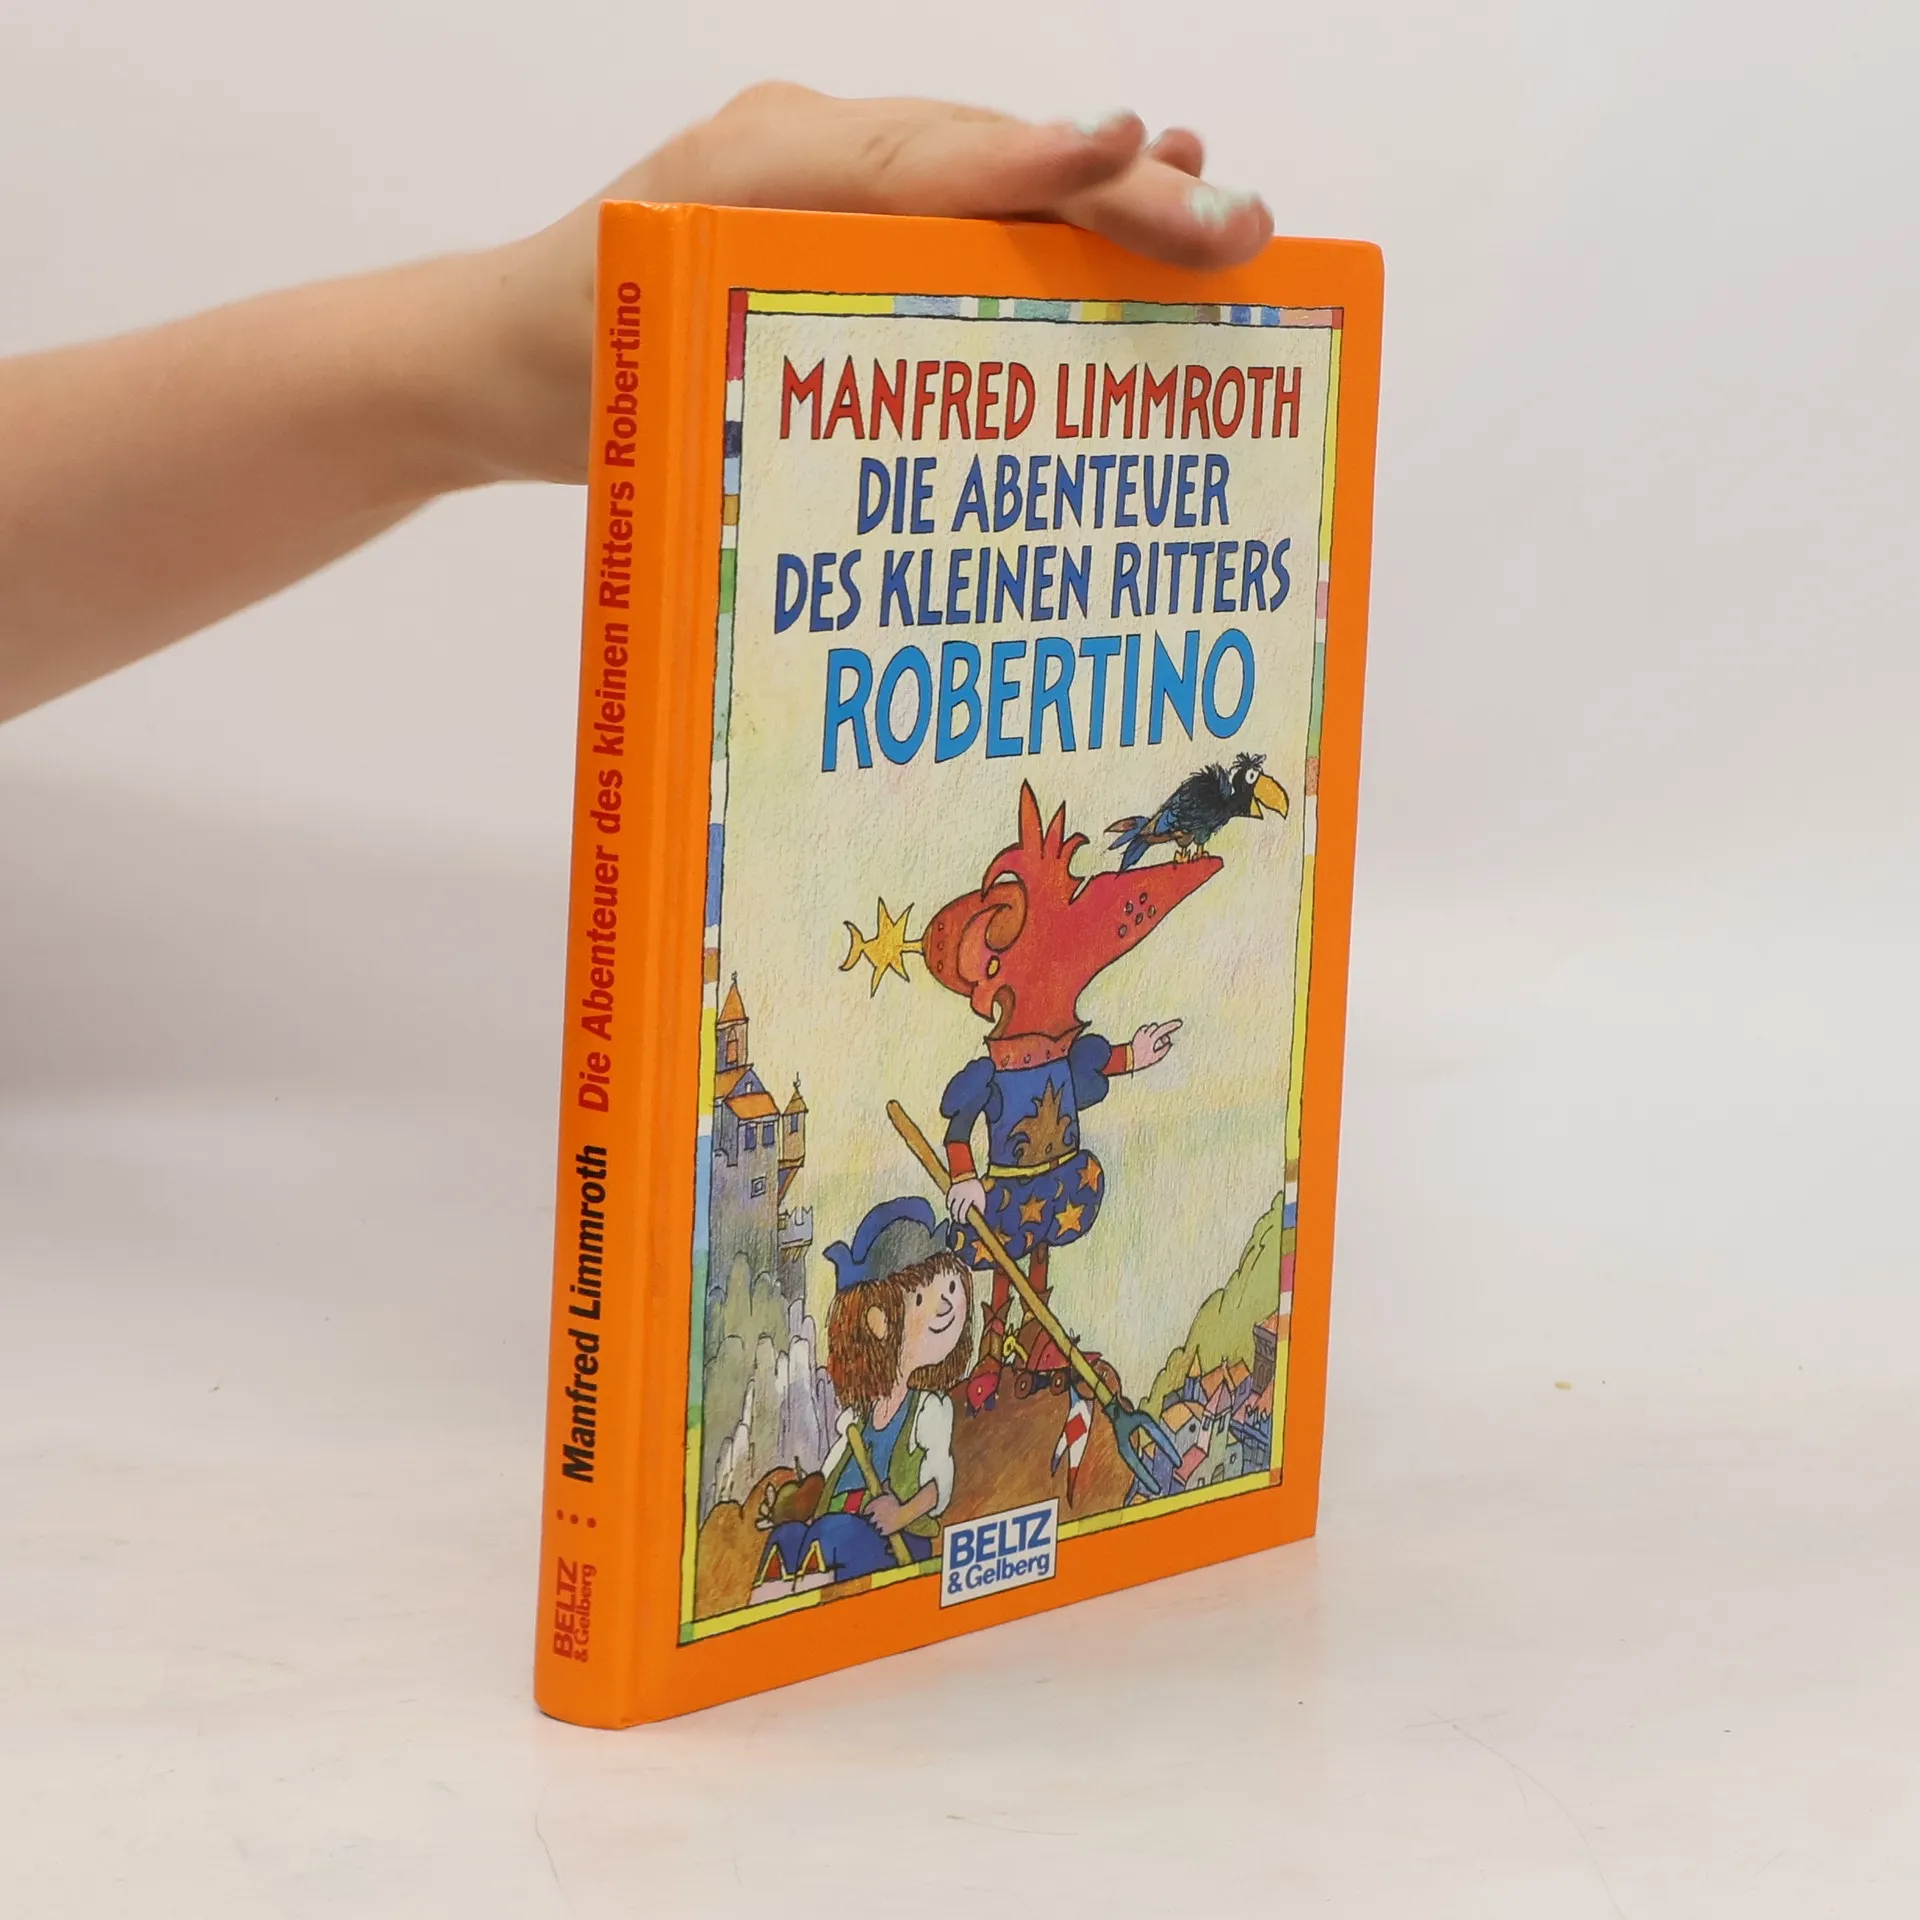 MANFRED LIMMROTH
DIE ABENTEUER
DES KLEINEN RITTERS
ROBERTINO
BELTZ
& Gelberg
Manfred Limmroth Die Abenteuer des kleinen Ritters Robertino
BELTZ
& Gelberg